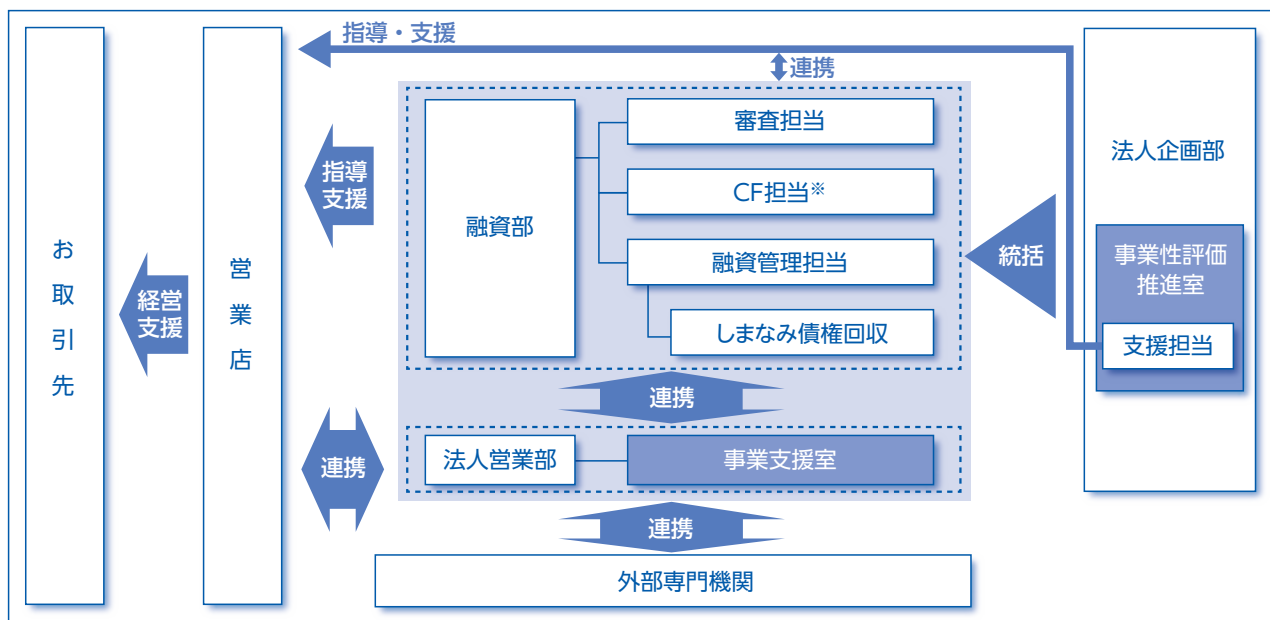 お取引先
経営
支援
営業店
指導・支援
連携
指導
支援
融資部
審査担当
CF担当※
融資管理担当
しまなみ債権回収
連携
法人営業部
事業支援室
連携
連携
外部専門機関
統括
法人企画部
事業性評価
推進室
支援担当